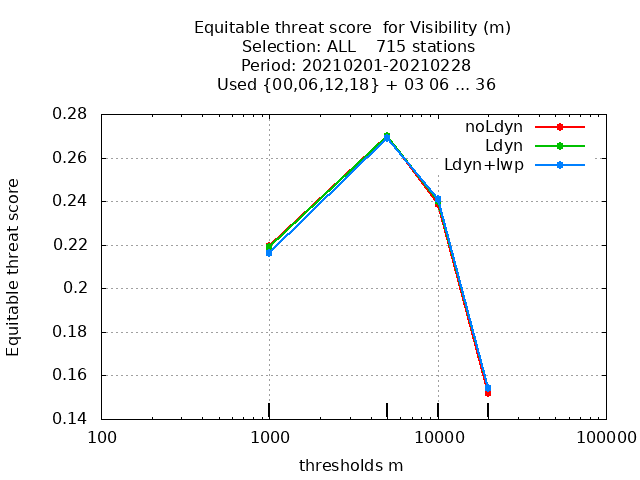 Equitable threat score  for Visibility (m)
Selection: ALL    715 stations
Period: 20210201-20210228
Used {00,06,12,18} + 03 06 ... 36
noLdyn
Ldyn
Ldyn+lwp
Equitable threat score
0.28
0.26
0.24
0.22
0.2
0.18
0.16
0.14
100
1000
10000
100000
thresholds m